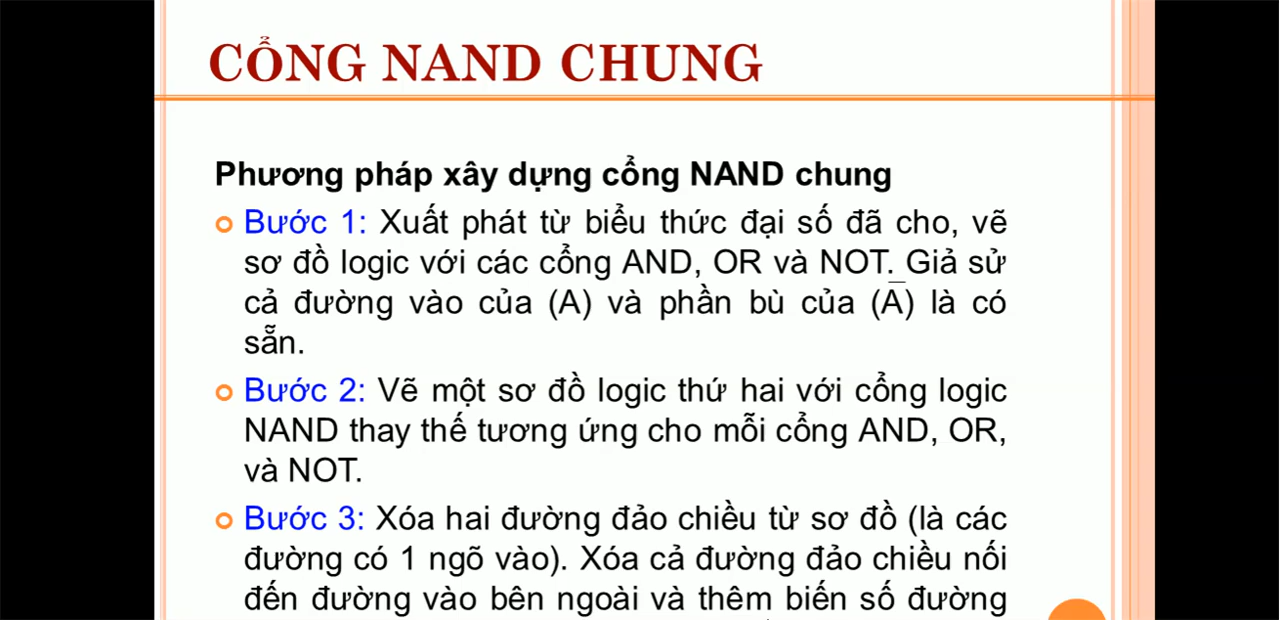 CỔNG NAND CHUNG
Phương pháp xây dựng cổng NAND chung
Bước 1: Xuất phát từ biểu thức đại số đã cho, vẽ
sơ đồ logic với các cổng AND, OR và NOT. Giả sử
cả đường vào của (A) và phần bù của (A̅) là có
sẵn.
Bước 2: Vẽ một sơ đồ logic thứ hai với cổng logic
NAND thay thế tương ứng cho mỗi cổng AND, OR,
và NOT.
Bước 3: Xóa hai đường đảo chiều từ sơ đồ (là các
đường có 1 ngõ vào). Xóa cả đường đảo chiều nối
đến đường vào bên ngoài và thêm biến số đường